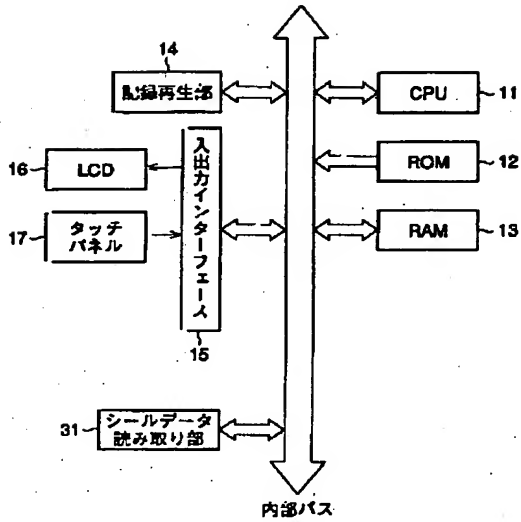 14
記録再生部
CPU
11
16
LCD
ROM
12
17
タッチ
パネル
RAM
13
入出力インターフェース
15
31
シールデータ
読み取り部
内部バス